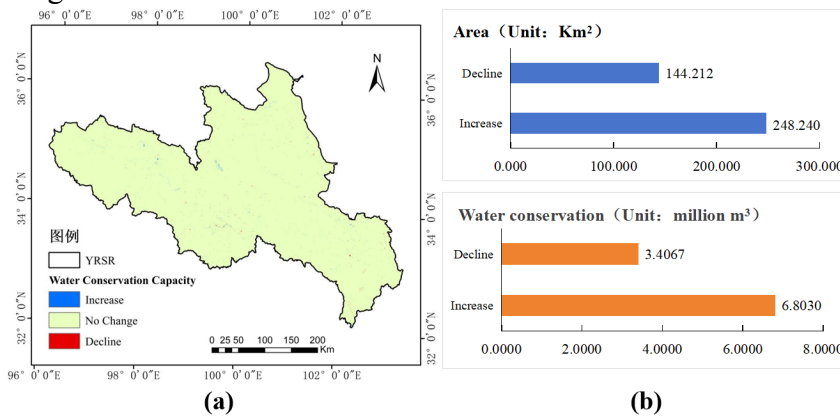 96° 0′ 0″E 98° 0′ 0″E 100° 0′ 0″E 102° 0′ 0″E
N
36° 0′ 0″N
36° 0′ 0″N
34° 0′ 0″N
34° 0′ 0″N
32° 0′ 0″N
32° 0′ 0″N
图例
YRSR
Water Conservation Capacity
Increase
No Change
Decline
0 25 50 100 150 200
Km
96° 0′ 0″E 98° 0′ 0″E 100° 0′ 0″E 102° 0′ 0″E
(a)
Area（Unit：Km²）
Decline 144.212
Increase 248.240
0.000 100.000 200.000 300.000
Water conservation（Unit：million m³）
Decline 3.4067
Increase 6.8030
0.0000 2.0000 4.0000 6.0000 8.0000
(b)